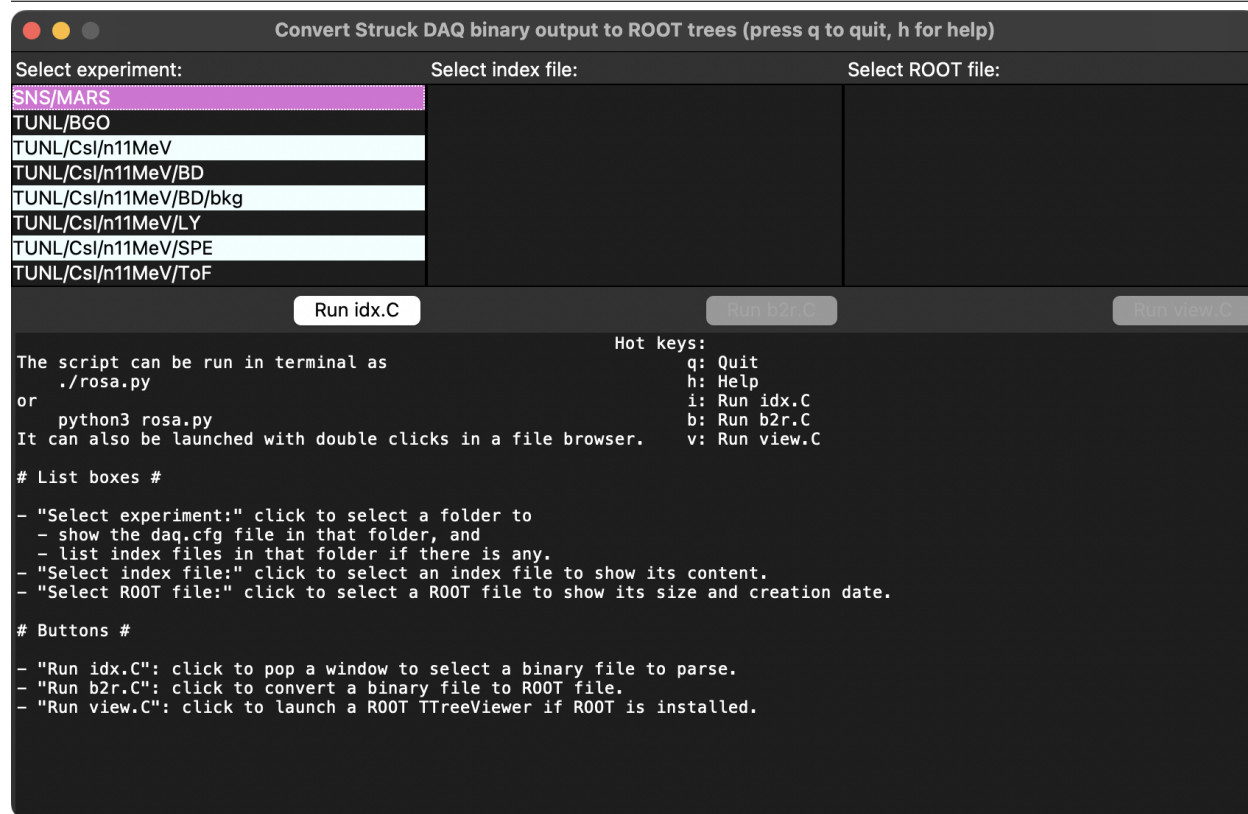 Convert Struck DAQ binary output to ROOT trees (press q to quit, h for help)
Select experiment: Select index file: Select ROOT file:
SNS/MARS
TUNL/BGO
TUNL/CsI/n11MeV
TUNL/CsI/n11MeV/BD
TUNL/CsI/n11MeV/BD/bkg
TUNL/CsI/n11MeV/LY
TUNL/CsI/n11MeV/SPE
TUNL/CsI/n11MeV/ToF
Run idx.C Run b2r.C Run view.C
Hot keys:
The script can be run in terminal as q: Quit
./rosa.py h: Help
or i: Run idx.C
python3 rosa.py b: Run b2r.C
It can also be launched with double clicks in a file browser. v: Run view.C
# List boxes #
- "Select experiment:" click to select a folder to
- show the daq.cfg file in that folder, and
- list index files in that folder if there is any.
- "Select index file:" click to select an index file to show its content.
- "Select ROOT file:" click to select a ROOT file to show its size and creation date.
# Buttons #
- "Run idx.C": click to pop a window to select a binary file to parse.
- "Run b2r.C": click to convert a binary file to ROOT file.
- "Run view.C": click to launch a ROOT TTreeViewer if ROOT is installed.